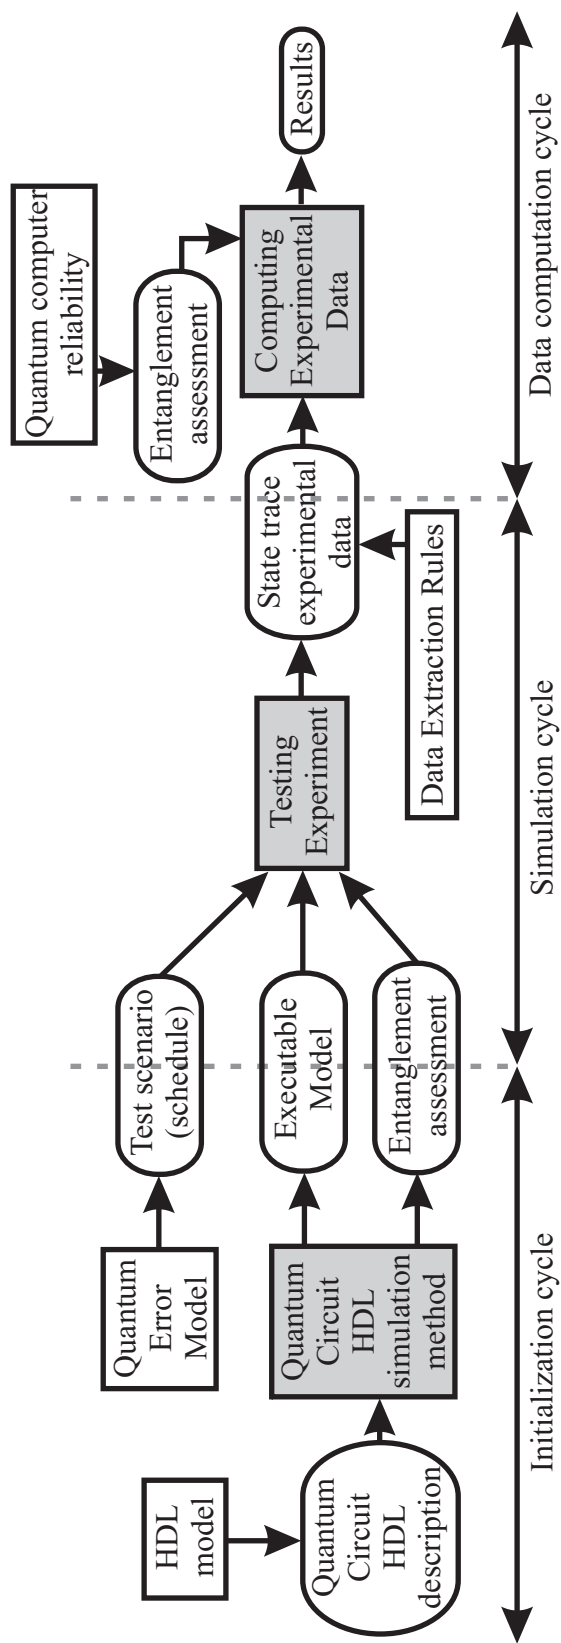 HDL
model
Quantum
Circuit
HDL
description
Quantum
Error
Model
Quantum
Circuit
HDL
simulation
method
Test scenario
(schedule)
Executable
Model
Entanglement
assessment
Testing
Experiment
State trace
experimental
data
Data Extraction Rules
Quantum computer
reliability
Entanglement
assessment
Computing
Experimental
Data
Results
Initialization cycle
Simulation cycle
Data computation cycle